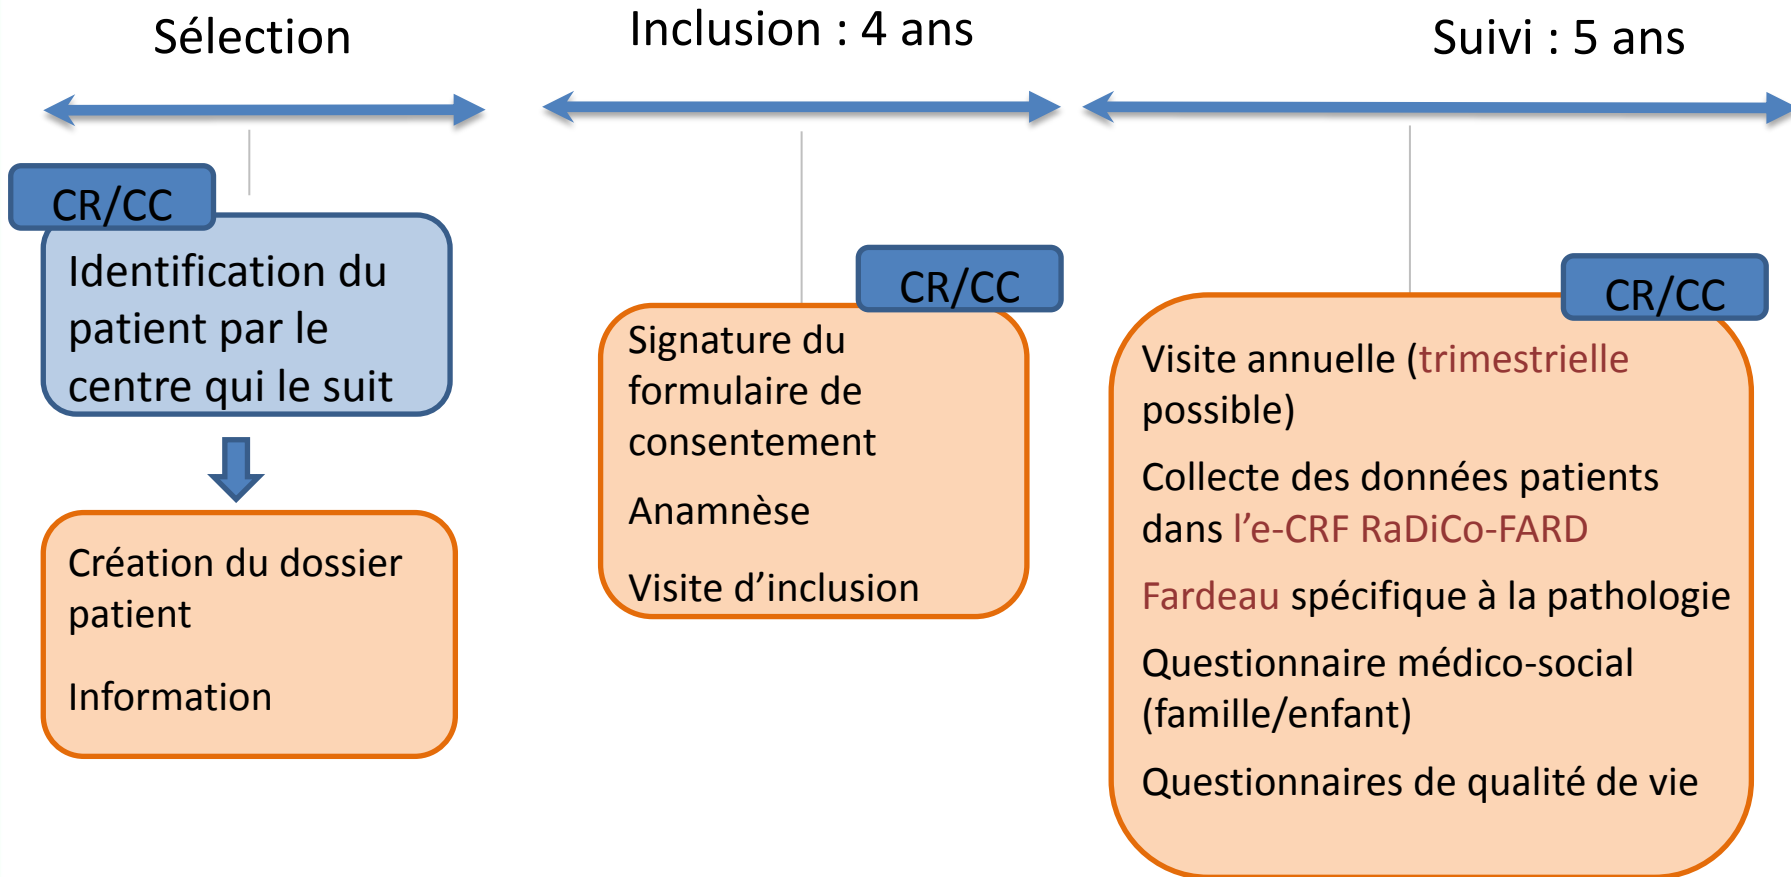 Sélection
CR/CC
Identification du
patient par le
centre qui le suit
Création du dossier
patient
Information
Inclusion : 4 ans
CR/CC
Signature du
formulaire de
consentement
Anamnèse
Visite d’inclusion
Suivi : 5 ans
CR/CC
Visite annuelle (trimestrielle
possible)
Collecte des données patients
dans l’e-CRF RaDiCo-FARD
Fardeau spécifique à la pathologie
Questionnaire médico-social
(famille/enfant)
Questionnaires de qualité de vie